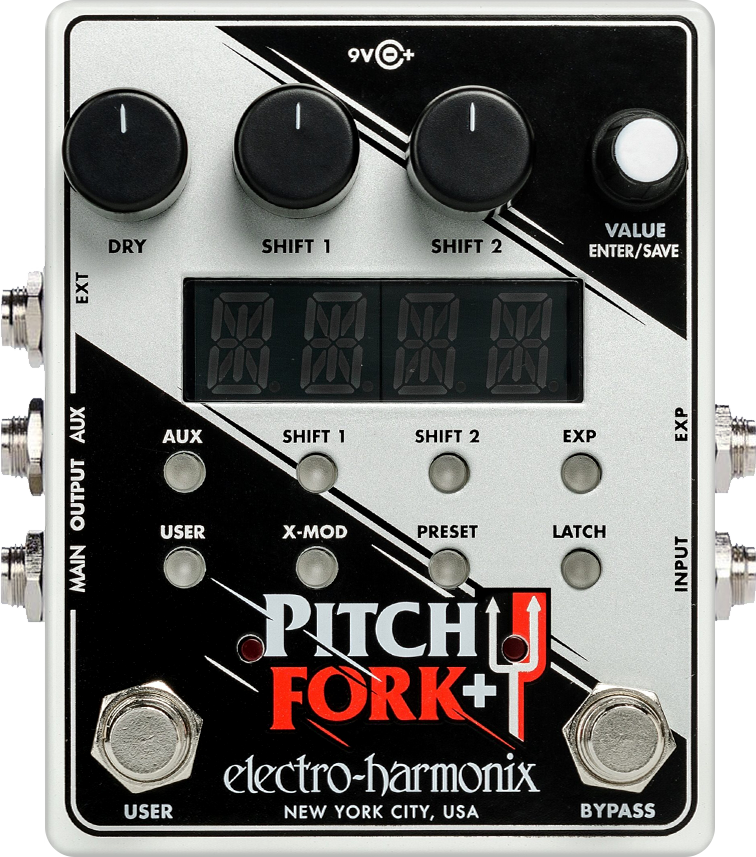 9V +
DRY
SHIFT 1
SHIFT 2
VALUE
ENTER/SAVE
EXT
AUX
SHIFT 1
SHIFT 2
EXP
EXP
MAIN OUTPUT AUX
USER
X-MOD
PRESET
LATCH
INPUT
PITCH
FORK+
electro-harmonix
NEW YORK CITY, USA
USER
BYPASS